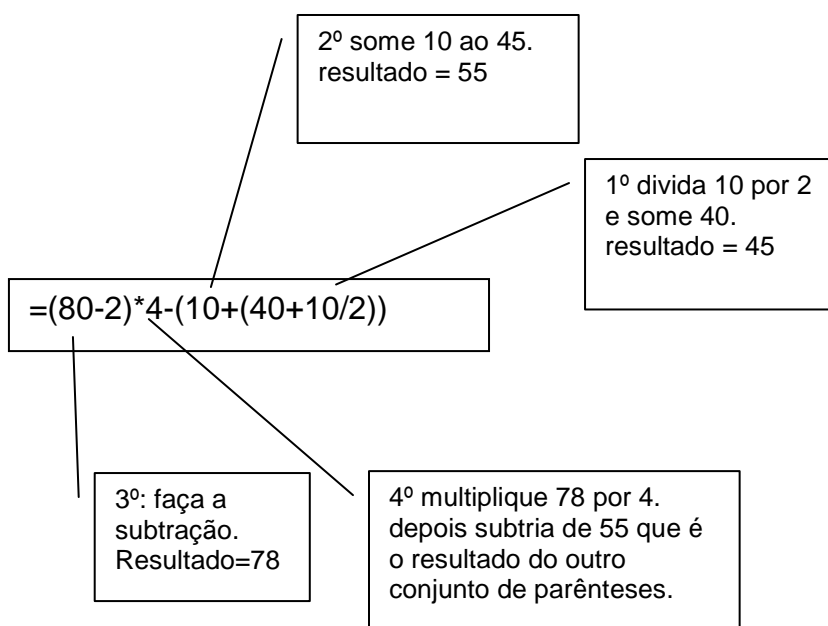 2º some 10 ao 45.
resultado = 55
1º divida 10 por 2
e some 40.
resultado = 45
=(80-2)*4-(10+(40+10/2))
3º: faça a
subtração.
Resultado=78
4º multiplique 78 por 4.
depois subtria de 55 que é
o resultado do outro
conjunto de parênteses.